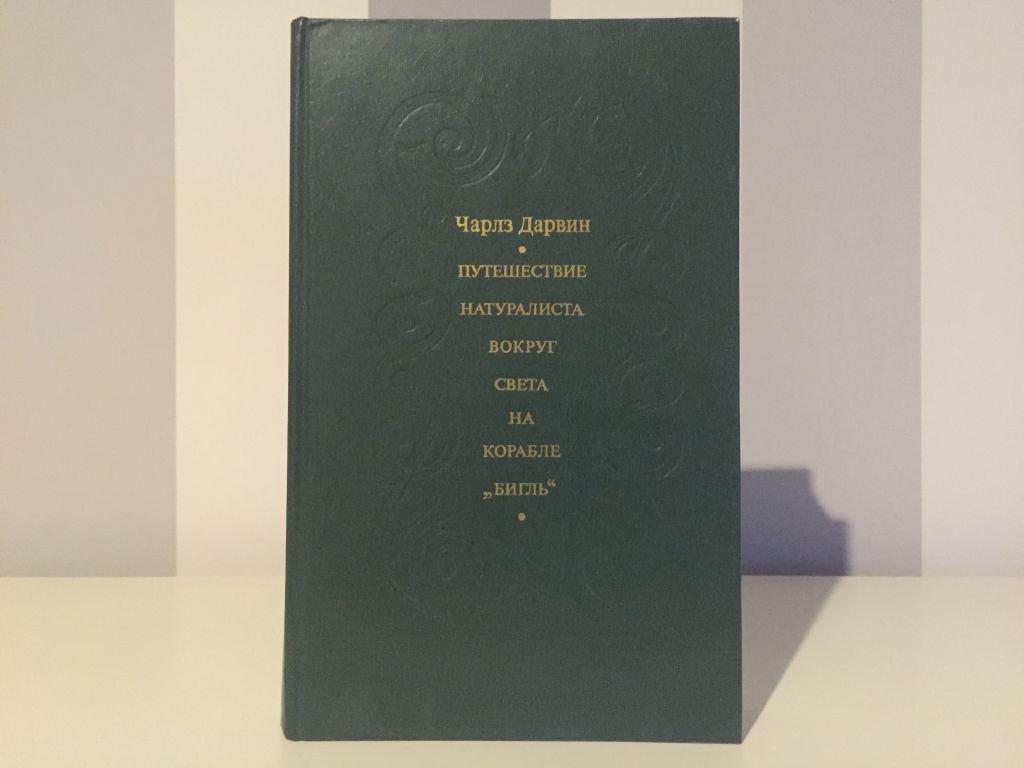 Чарлз Дарвин
ПУТЕШЕСТВИЕ
НАТУРАЛИСТА
ВОКРУГ
СВЕТА
НА
КОРАБЛЕ
„БИГЛЬ“